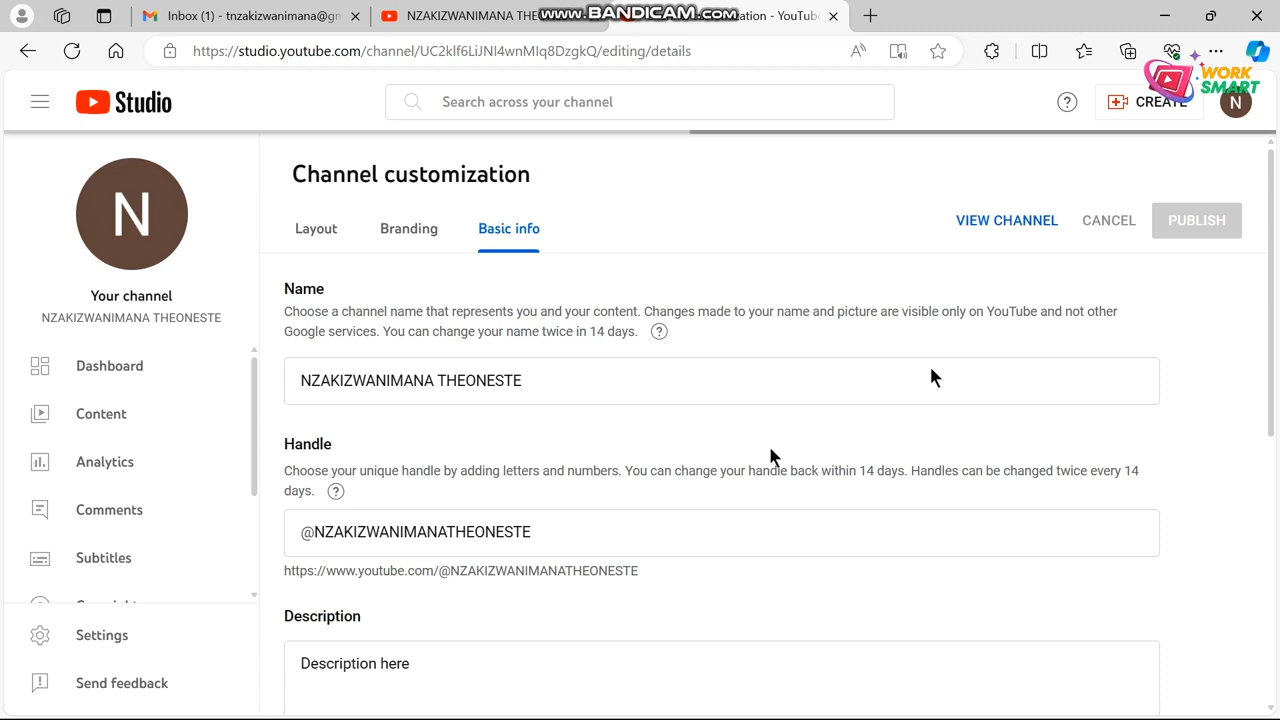 Inbox (1) - tnzakizwanimana@gm
NZAKIZWANIMANA THE
www.BANDICAM.com
ization - YouTub
https://studio.youtube.com/channel/UC2klf6LiJNI4wnMIq8DzgkQ/editing/details
WORK
SMART
Studio
Search across your channel
CREATE
N
N
Channel customization
Layout
Branding
Basic info
VIEW CHANNEL
CANCEL
PUBLISH
Your channel
NZAKIZWANIMANA THEONESTE
Dashboard
Content
Analytics
Comments
Subtitles
Settings
Send feedback
Name
Choose a channel name that represents you and your content. Changes made to your name and picture are visible only on YouTube and not other
Google services. You can change your name twice in 14 days.
NZAKIZWANIMANA THEONESTE
Handle
Choose your unique handle by adding letters and numbers. You can change your handle back within 14 days. Handles can be changed twice every 14
days.
@NZAKIZWANIMANATHEONESTE
https://www.youtube.com/@NZAKIZWANIMANATHEONESTE
Description
Description here